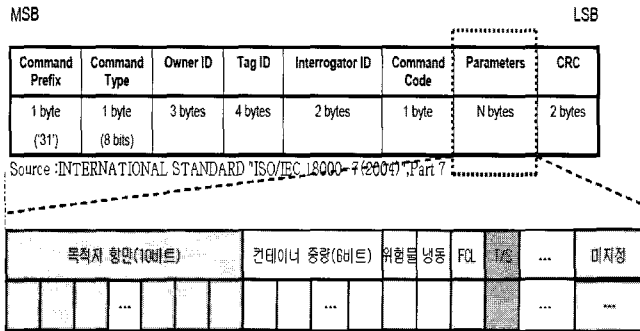 MSB LSB
Command Prefix Command Type Owner ID Tag ID Interrogator ID Command Code Parameters CRC
1 byte ('31') 1 byte (8 bits) 3 bytes 4 bytes 2 bytes 1 byte N bytes 2 bytes
Source :INTERNATIONAL STANDARD "ISO/IEC 18000-7(2004)",Part 7
목적지 항만(10비트) 컨테이너 중량(6비트) 위험물 냉동 FCL T/S ... 미지정
... ... ... ...